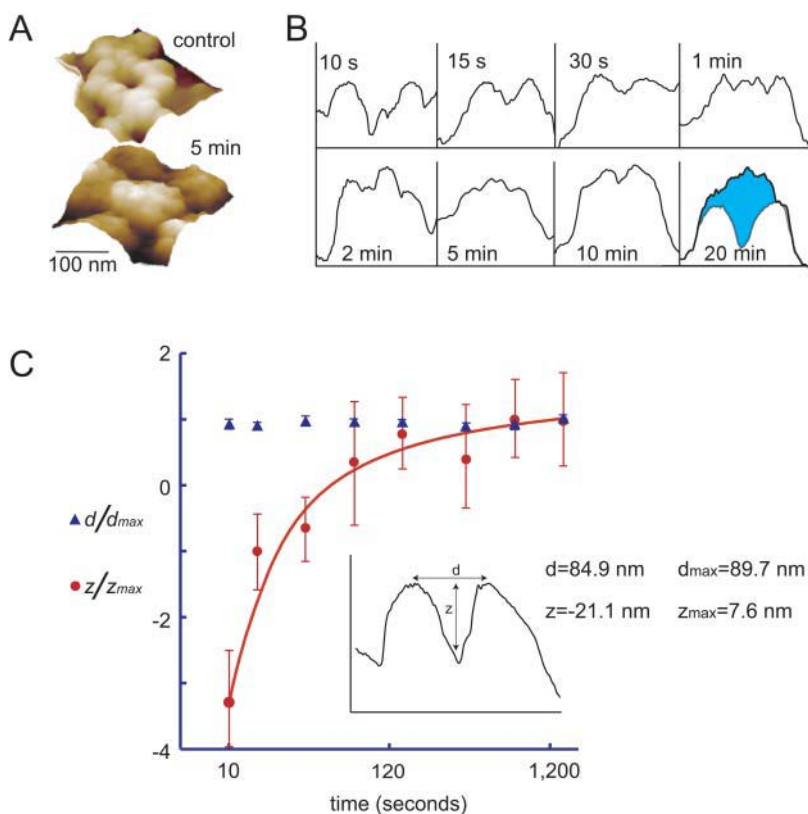 A
control
5 min
100 nm
B
10 s
15 s
30 s
1 min
2 min
5 min
10 min
20 min
C
2
0
-2
-4
d/dmax
z/zmax
d
z
d=84.9 nm dmax=89.7 nm
z=-21.1 nm zmax=7.6 nm
10
120
1,200
time (seconds)